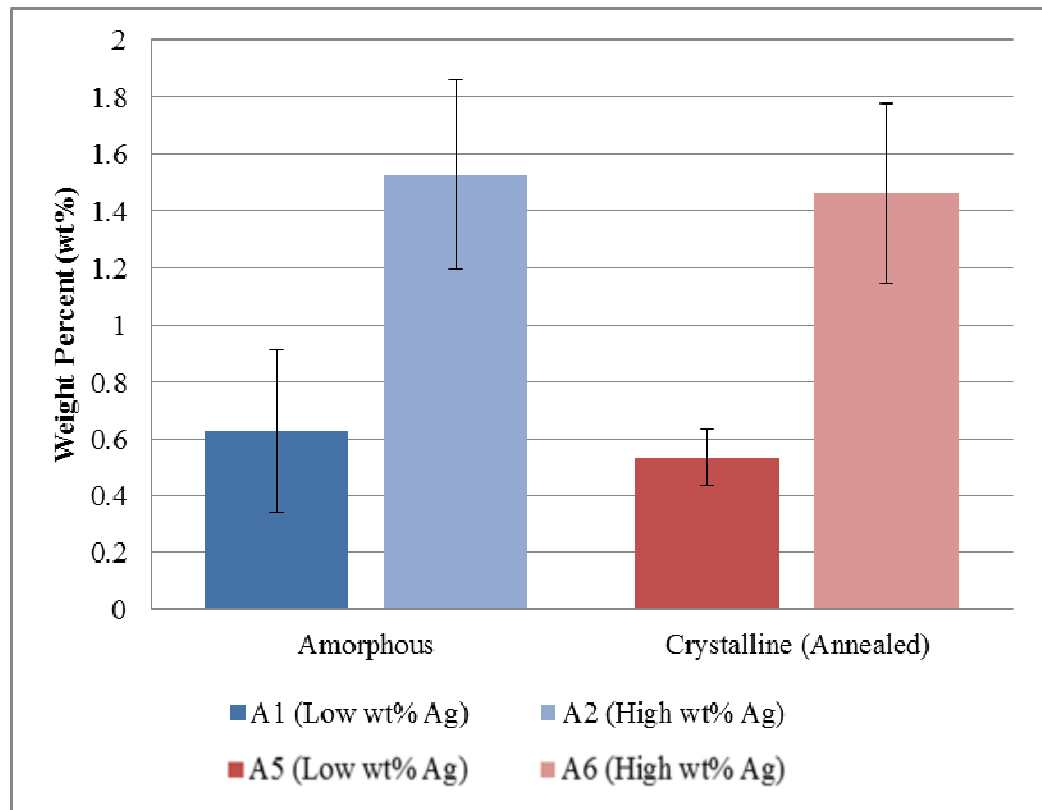 2
1.8
1.6
1.4
1.2
1
0.8
0.6
0.4
0.2
0
Weight Percent (wt%)
Amorphous
Crystalline (Annealed)
A1 (Low wt% Ag)
A2 (High wt% Ag)
A5 (Low wt% Ag)
A6 (High wt% Ag)